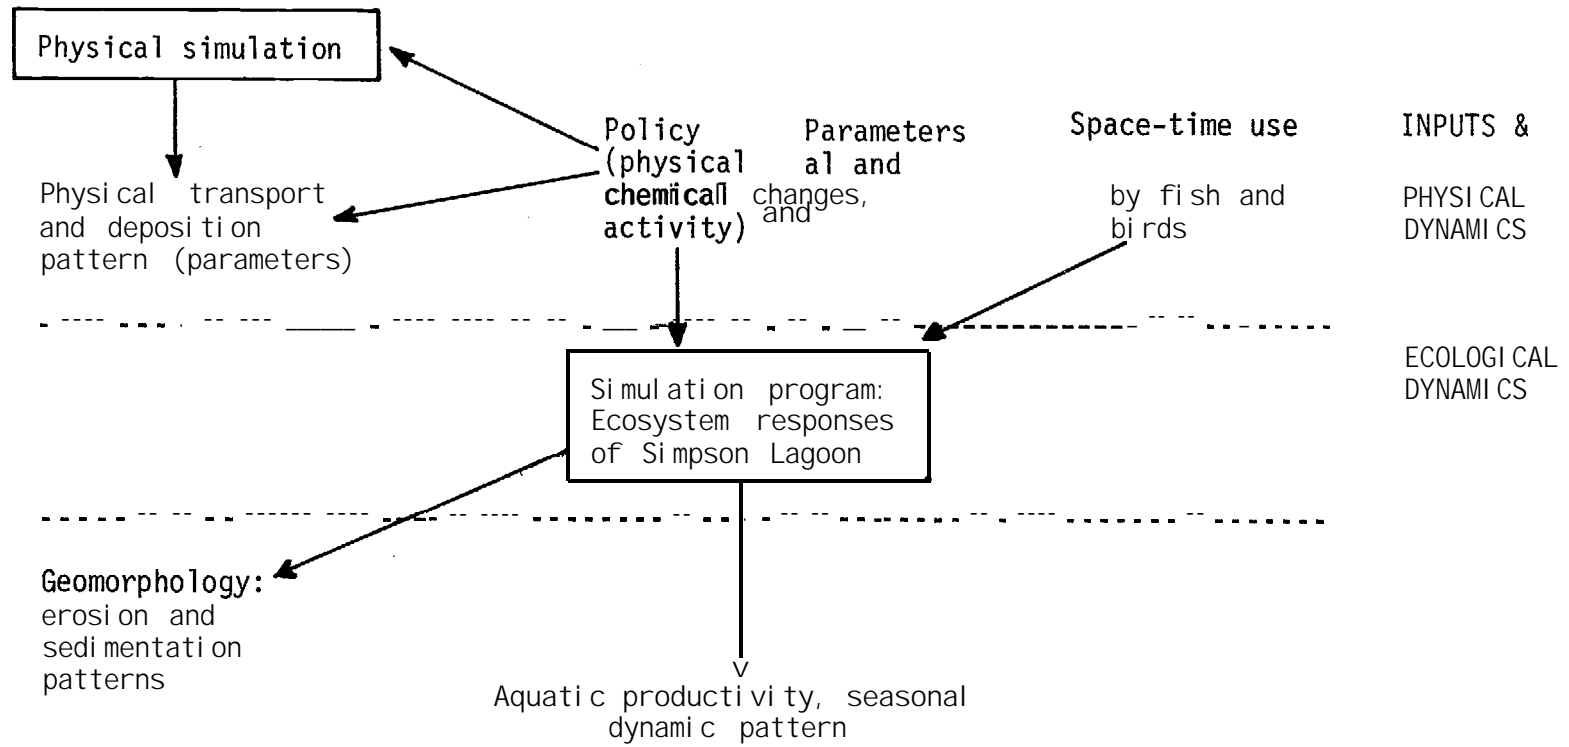 Physical simulation
Policy Parameters
(physical al and
chemical changes,
and
activity)
Space-time use
by fish and
birds
INPUTS &
PHYSICAL
DYNAMICS
Physical transport
and deposition
pattern (parameters)
ECOLOGICAL
DYNAMICS
Simulation program:
Ecosystem responses
of Simpson Lagoon
Geomorphology:
erosion and
sedimentation
patterns
Aquatic productivity, seasonal
dynamic pattern